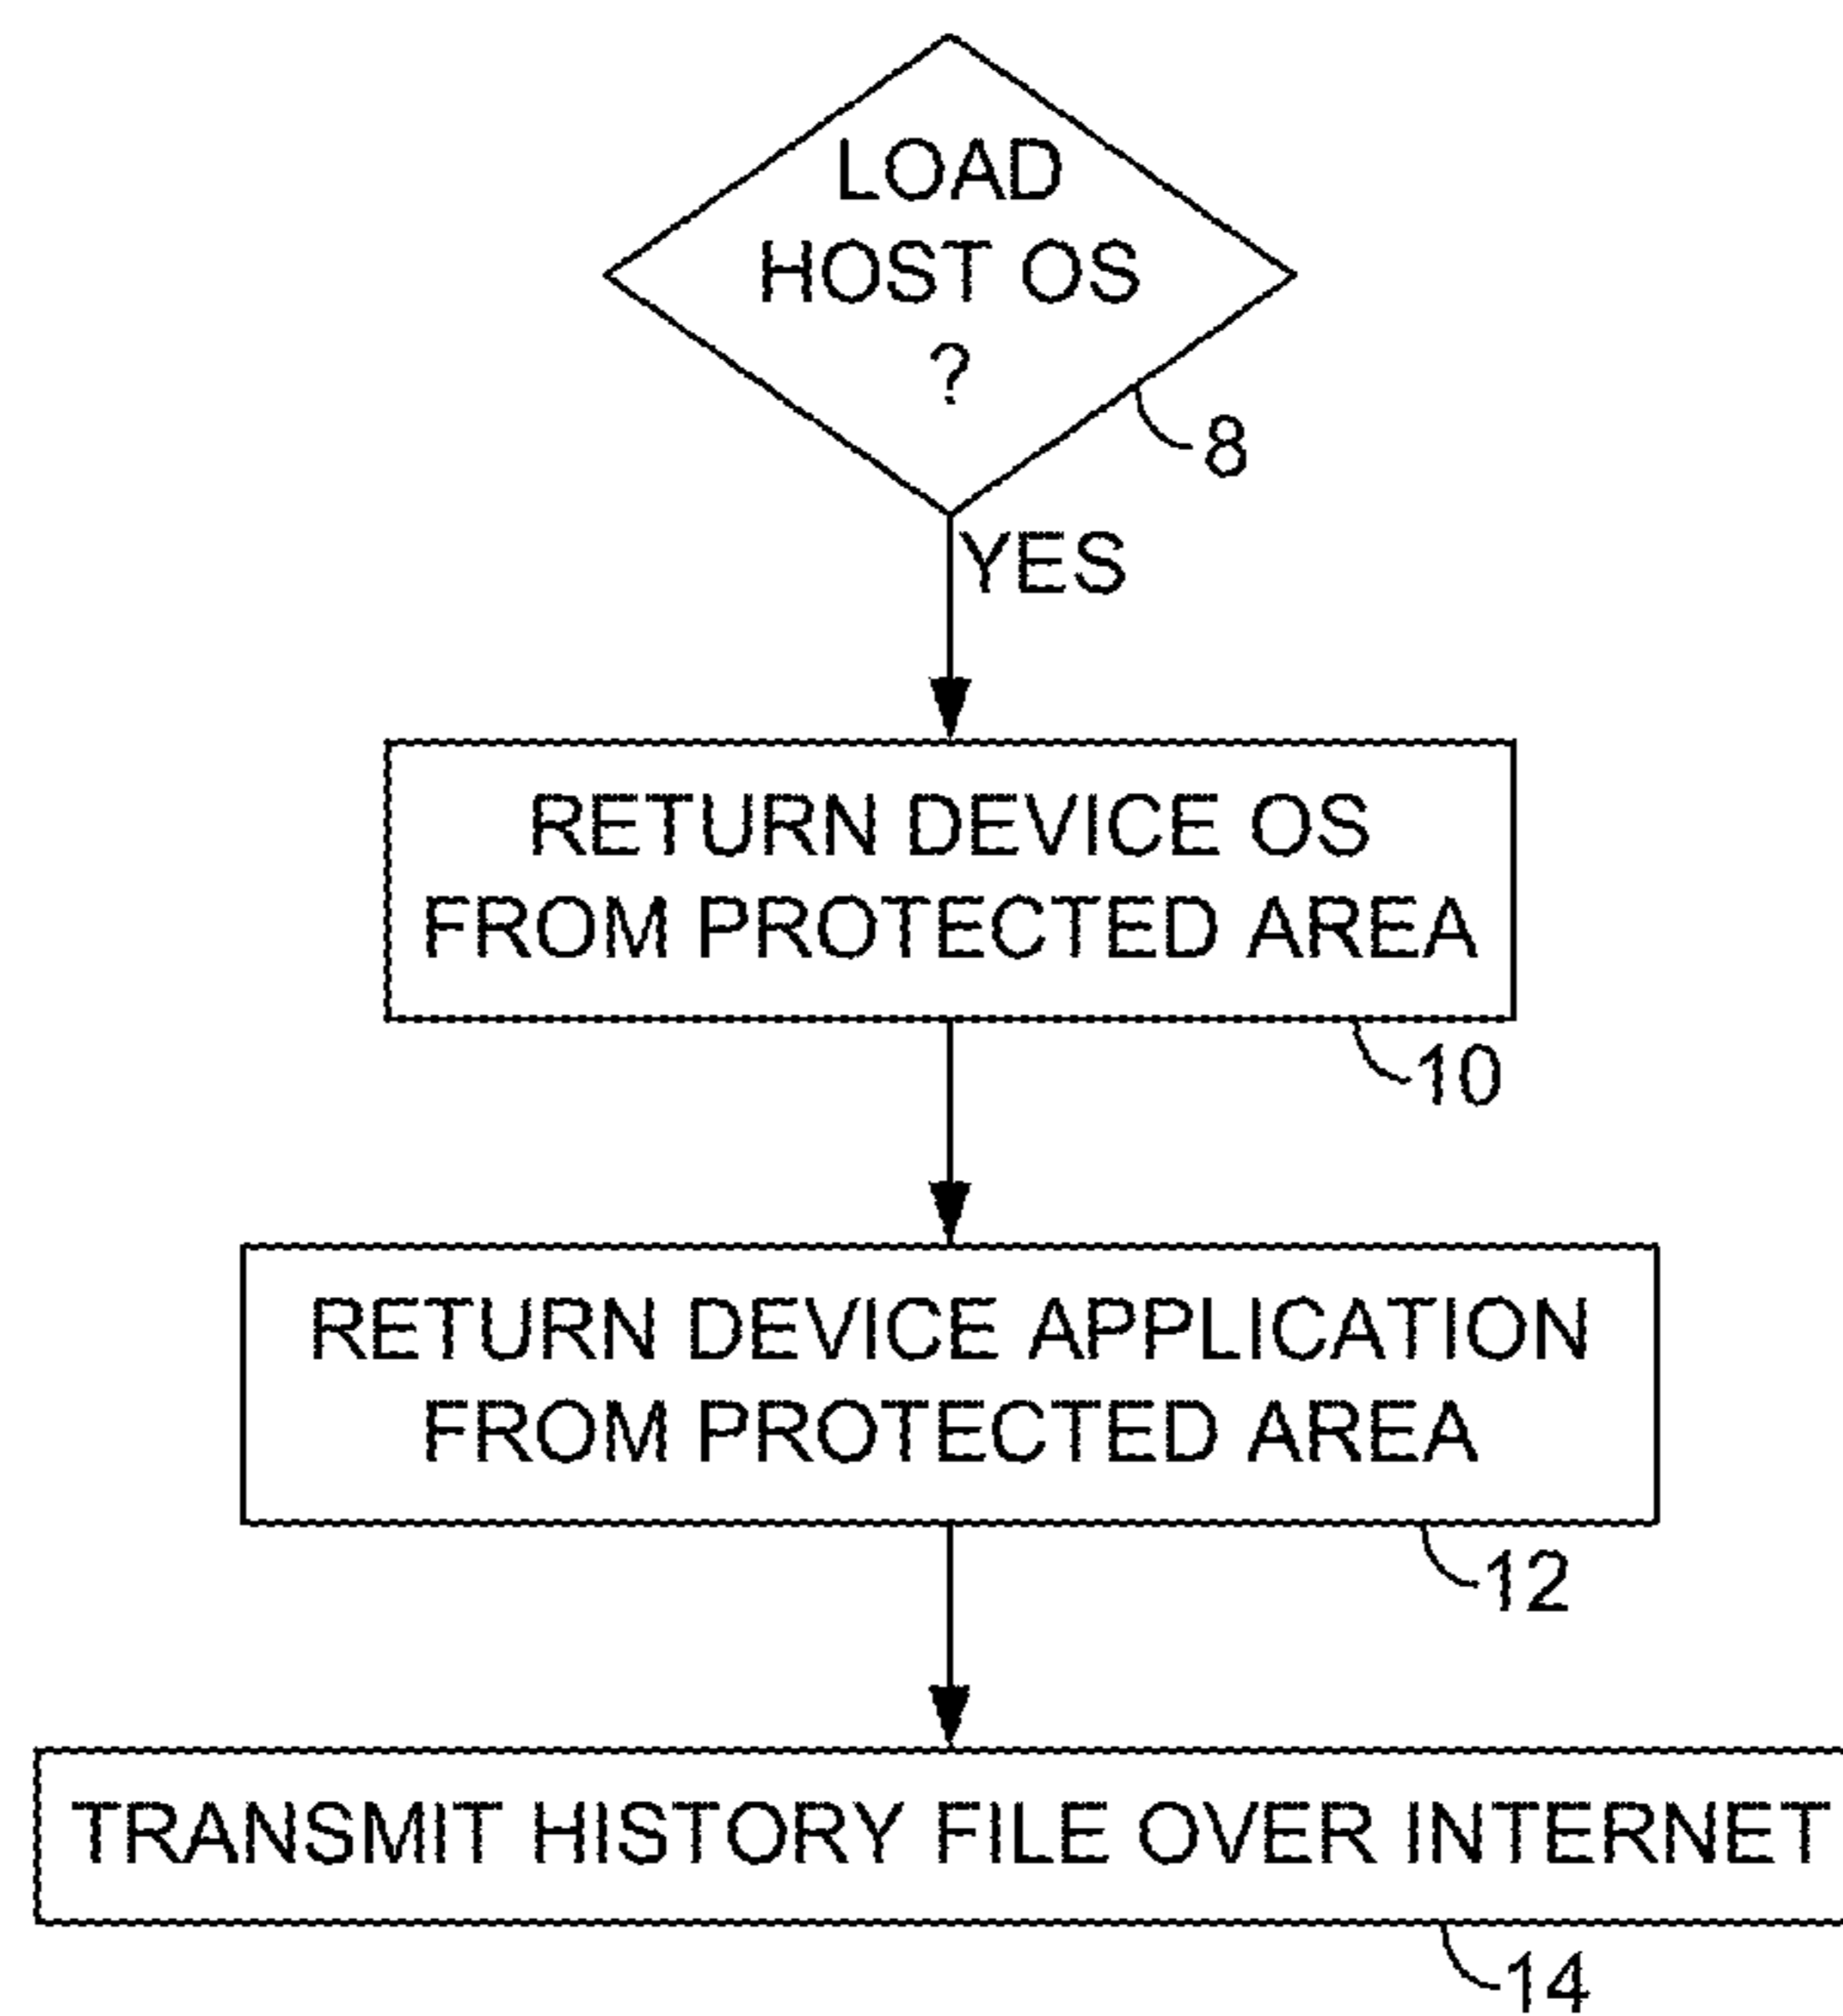 LOAD
HOST OS
?
8
YES
RETURN DEVICE OS
FROM PROTECTED AREA
10
RETURN DEVICE APPLICATION
FROM PROTECTED AREA
12
TRANSMIT HISTORY FILE OVER INTERNET
14